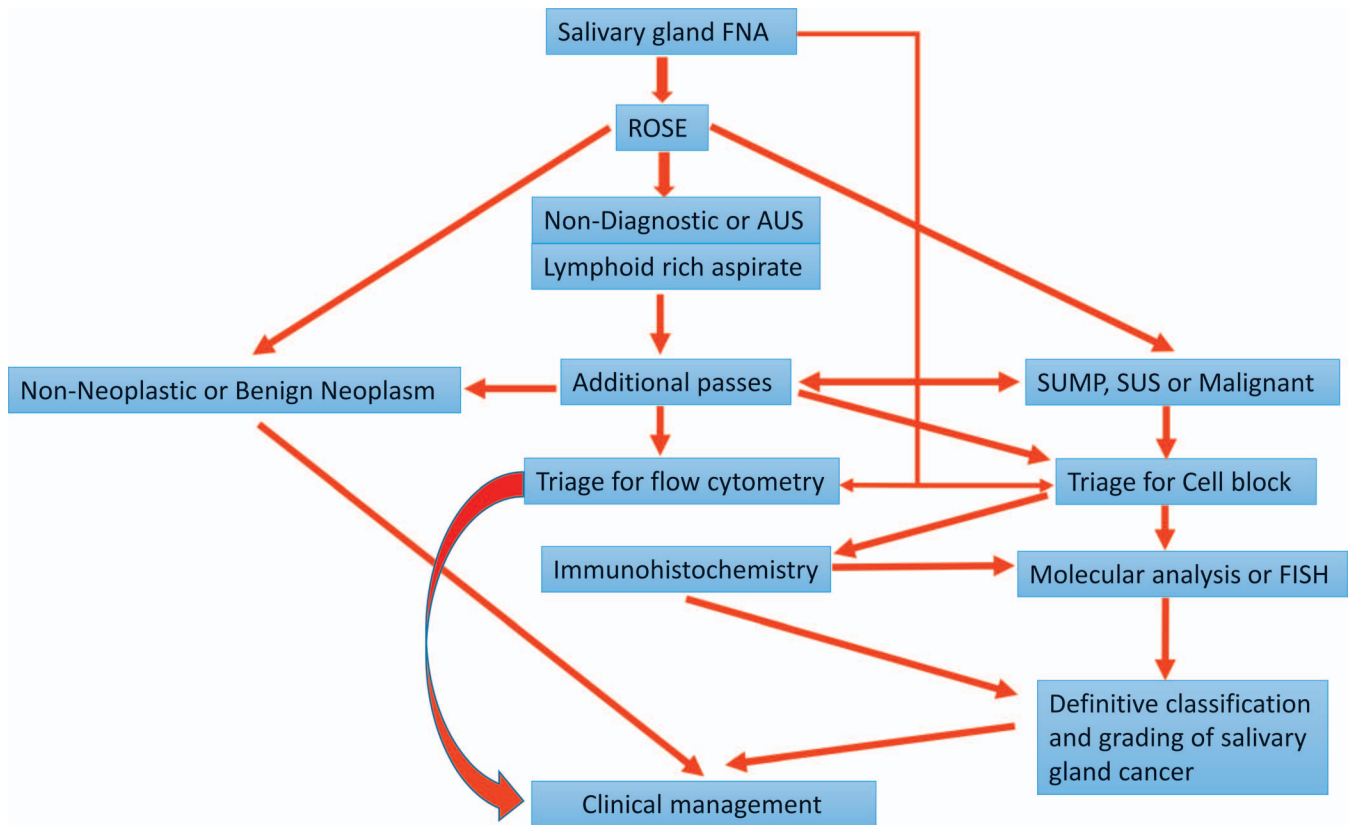 Salivary gland FNA
ROSE
Non-Diagnostic or AUS
Lymphoid rich aspirate
Non-Neoplastic or Benign Neoplasm
Additional passes
SUMP, SUS or Malignant
Triage for flow cytometry
Triage for Cell block
Immunohistochemistry
Molecular analysis or FISH
Definitive classification
and grading of salivary
gland cancer
Clinical management